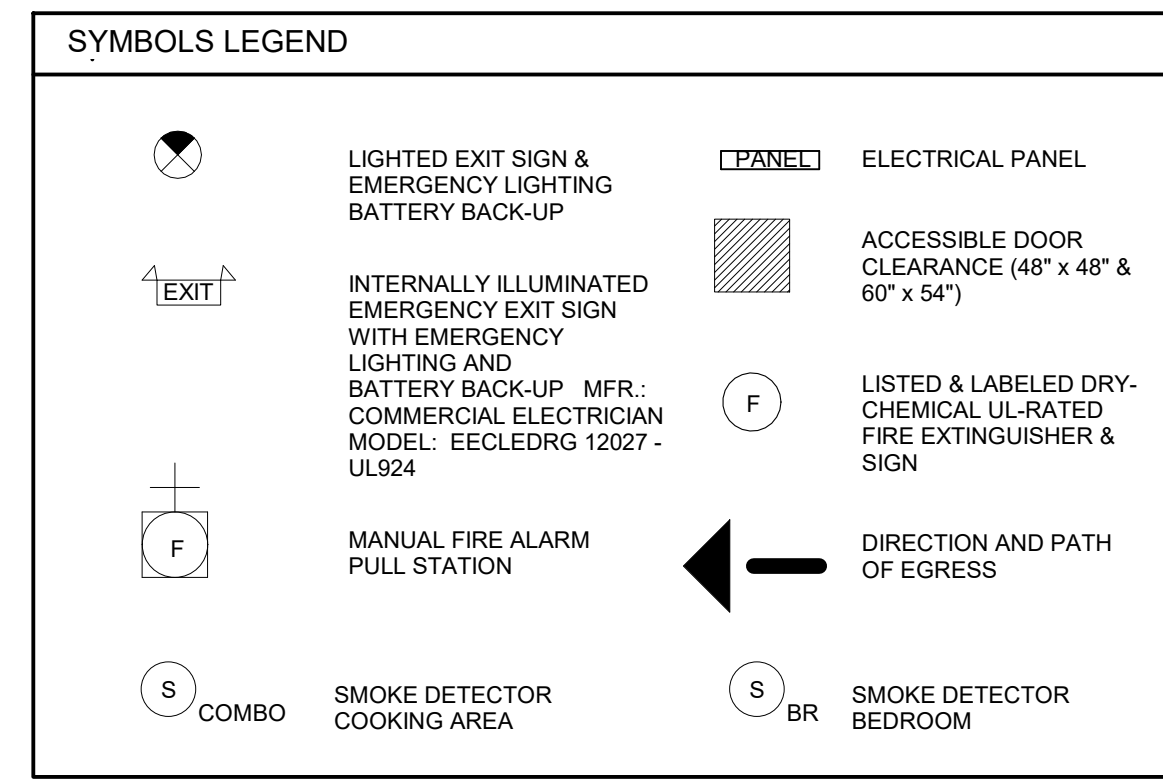 SYMBOLS LEGEND
LIGHTED EXIT SIGN &
EMERGENCY LIGHTING
BATTERY BACK-UP
EXIT
INTERNALLY ILLUMINATED
EMERGENCY EXIT SIGN
WITH EMERGENCY
LIGHTING AND
BATTERY BACK-UP   MFR.:
COMMERCIAL ELECTRICIAN
MODEL:  EECLEDRG 12027 -
UL924
F
MANUAL FIRE ALARM
PULL STATION
S
COMBO
SMOKE DETECTOR
COOKING AREA
PANEL
ELECTRICAL PANEL
ACCESSIBLE DOOR
CLEARANCE (48" x 48" &
60" x 54")
F
LISTED & LABELED DRY-
CHEMICAL UL-RATED
FIRE EXTINGUISHER &
SIGN
DIRECTION AND PATH
OF EGRESS
S
BR
SMOKE DETECTOR
BEDROOM